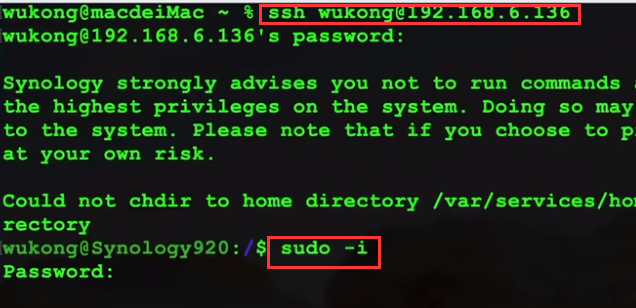 wukong@macdeiMac ~ % ssh wukong@192.168.6.136
wukong@192.168.6.136's password:
Synology strongly advises you not to run commands
the highest privileges on the system. Doing so may
to the system. Please note that if you choose to
at your own risk.
Could not chdir to home directory /var/services/
rectory
wukong@Synology920:/$ sudo -i
Password: